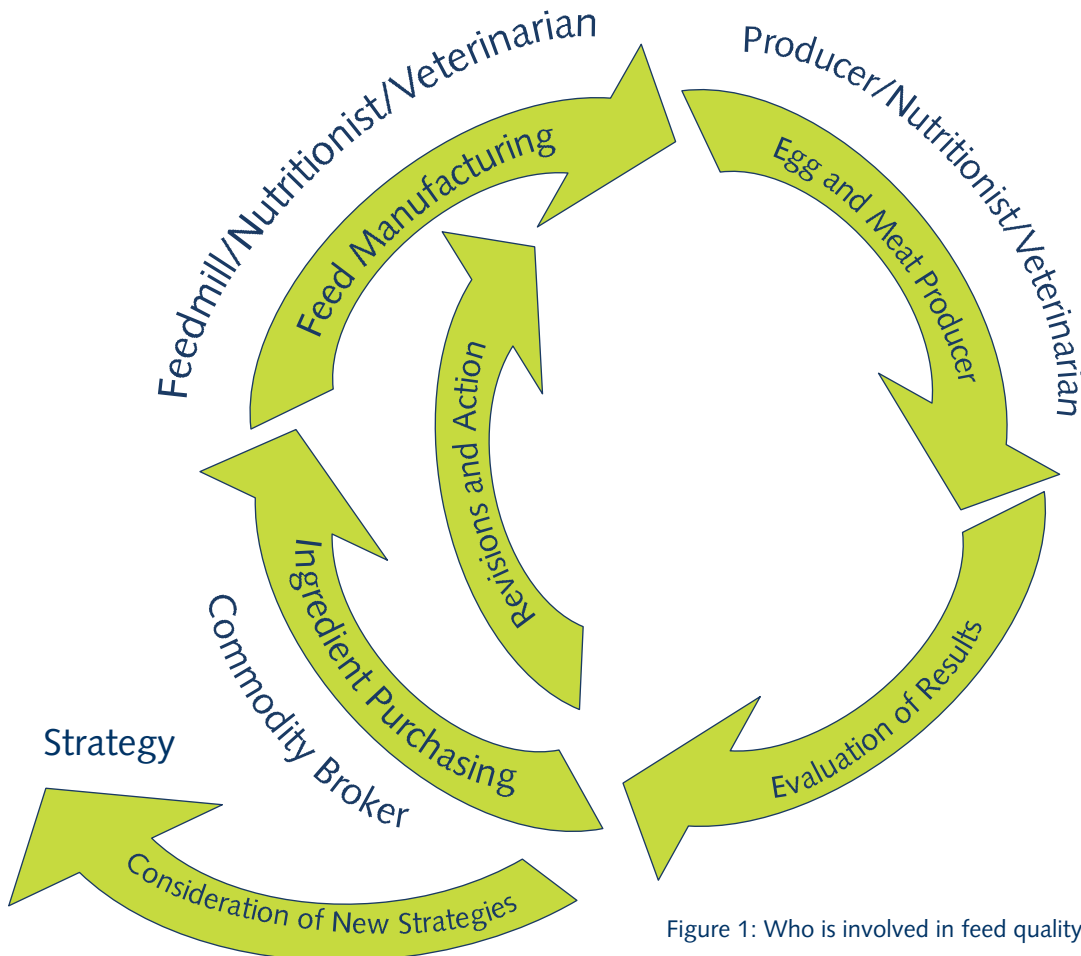 Feedmill/Nutritionist/Veterinarian
Producer/Nutritionist/Veterinarian
Feed Manufacturing
Egg and Meat Producer
Revisions and Action
Ingredient Purchasing
Commodity Broker
Evaluation of Results
Strategy
Consideration of New Strategies
Figure 1: Who is involved in feed quality